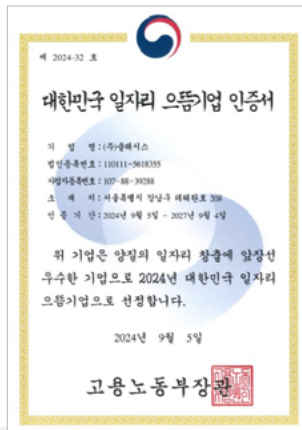 제 2024-32 호
대한민국 일자리 으뜸기업 인증서
기 업 명 : (주)클래시스
법인등록번호 : 110111-5618355
사업자등록번호 : 107-88-39288
소 재 지 : 서울특별시 강남구 테헤란로 208
인 증 기 간 : 2024년 9월 5일 - 2027년 9월 4일
위 기업은 양질의 일자리 창출에 앞장선
우수한 기업으로 2024년 대한민국 일자리
으뜸기업으로 선정합니다.
2024년 9월 5일
고용노동부장관